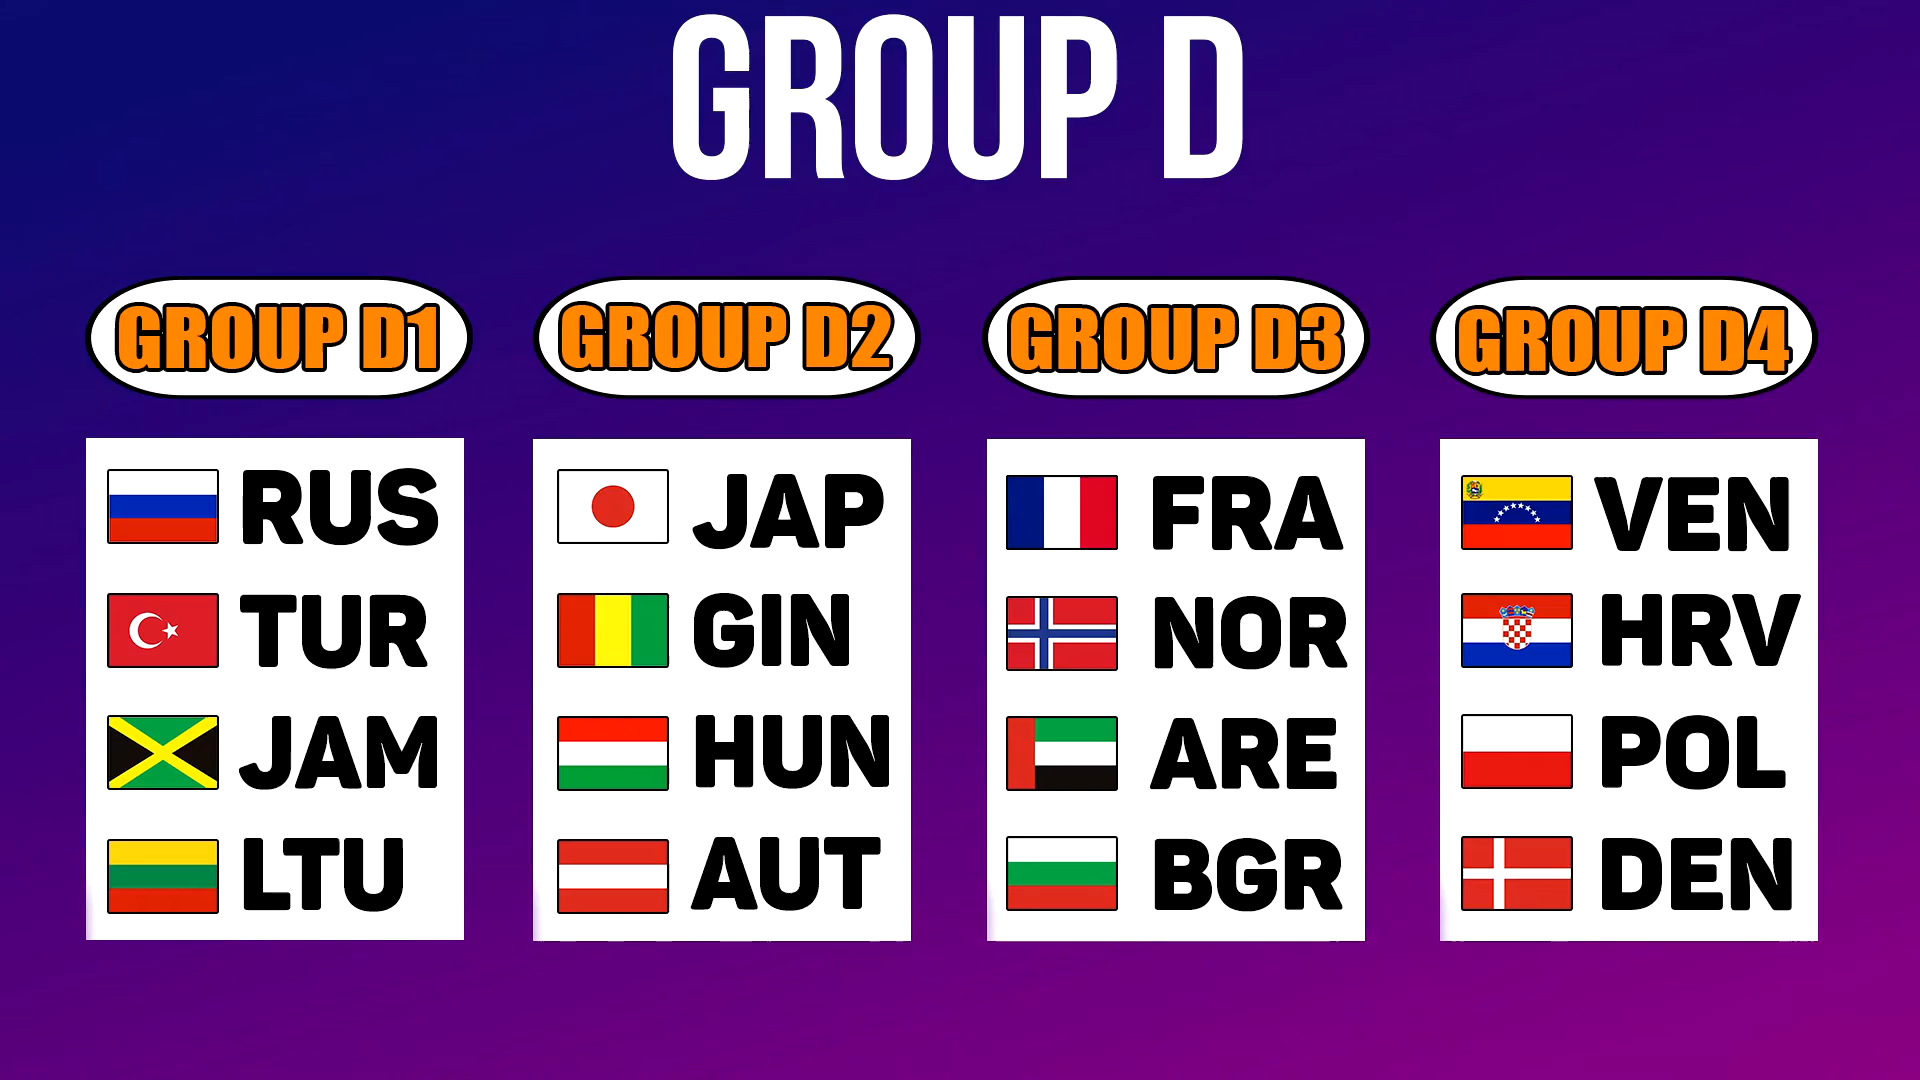 GROUP D
GROUP D1
RUS
TUR
JAM
LTU
GROUP D2
JAP
GIN
HUN
AUT
GROUP D3
FRA
NOR
ARE
BGR
GROUP D4
VEN
HRV
POL
DEN